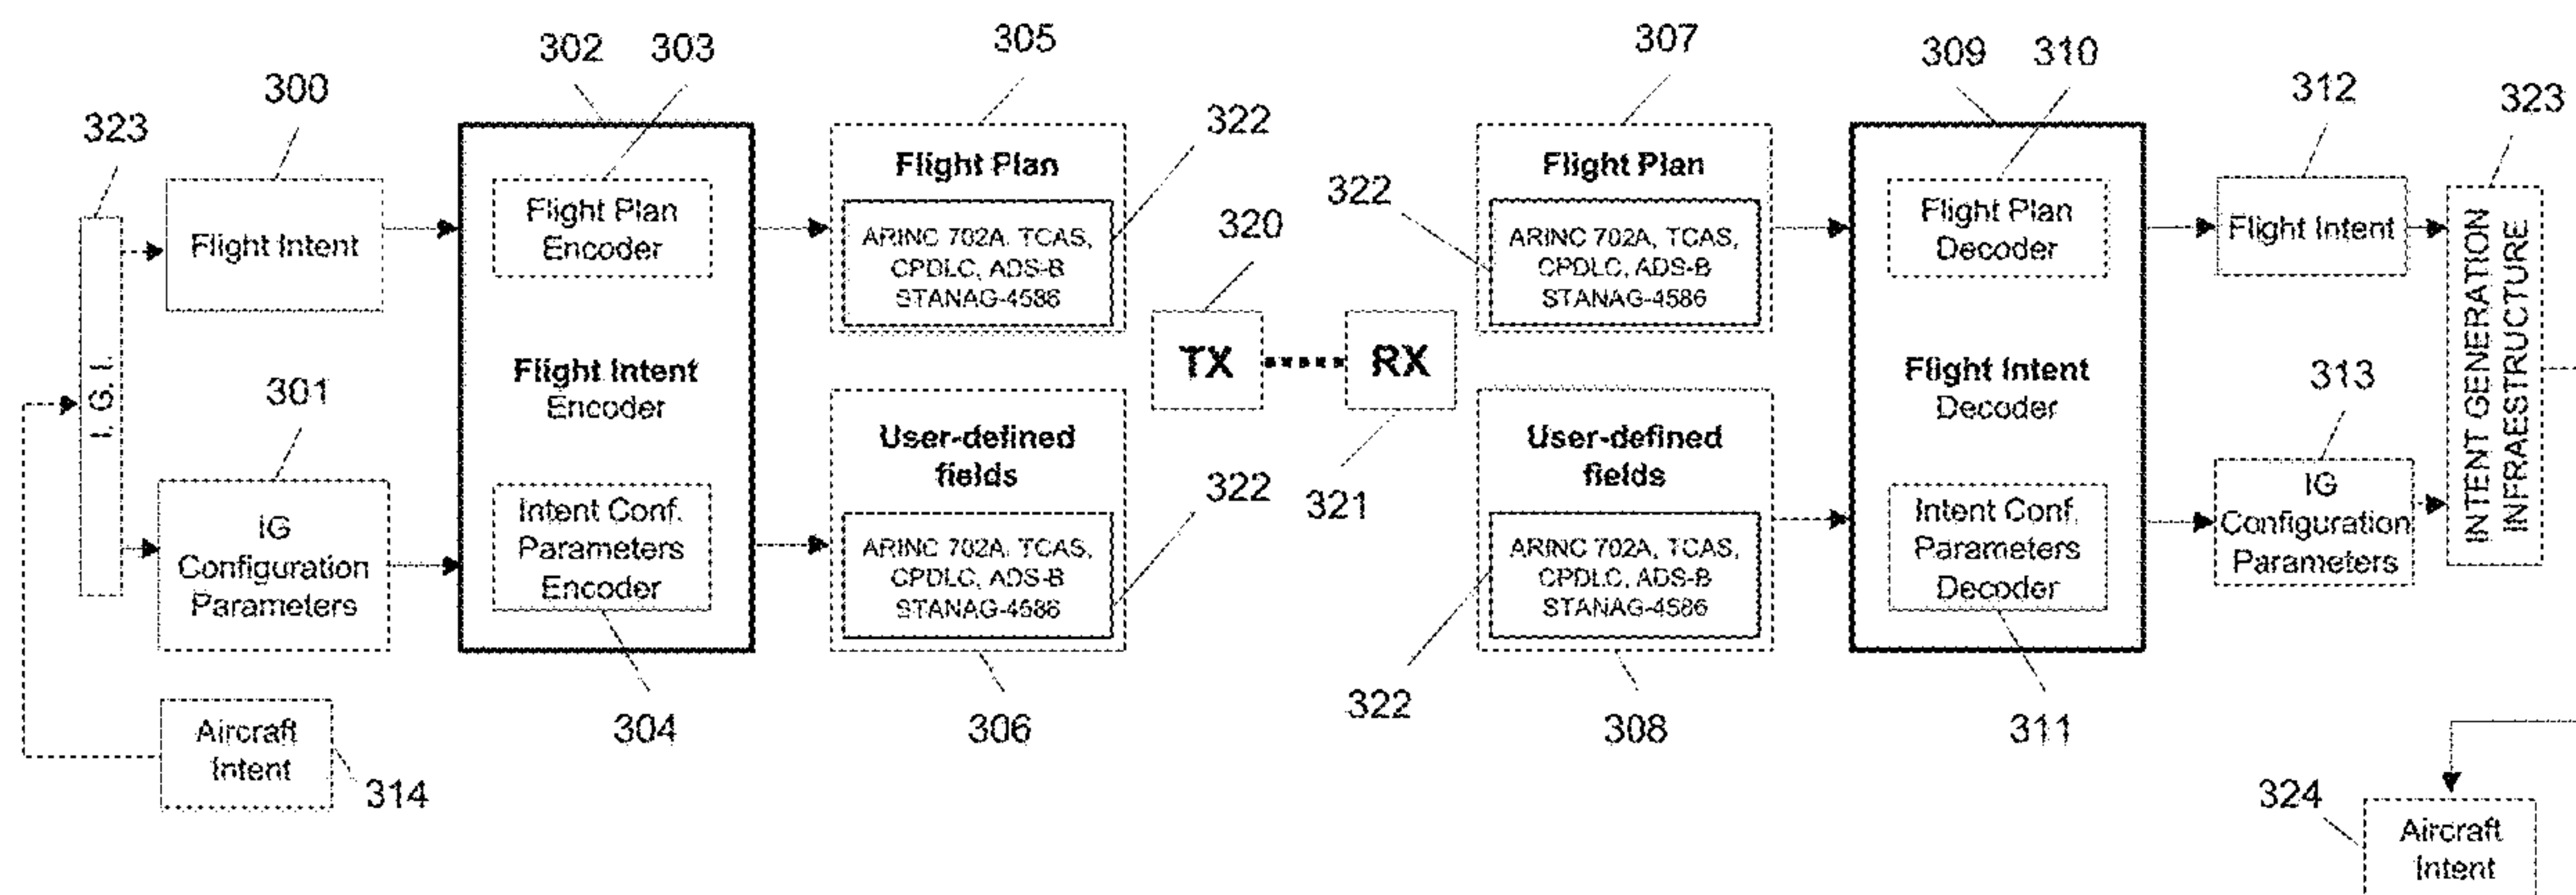 302 303 305 307 309 310
300 312 323
323 322
Flight Plan Flight Plan
322
Flight Plan
Encoder
Flight Plan
Decoder
320
Flight Intent
ARINC 702A, TCAS,
CPDLC, ADS-B
STANAG-4586
ARINC 702A, TCAS,
CPDLC, ADS-B
STANAG-4586
Flight Intent
TX RX
Flight Intent
Encoder
Flight Intent
Decoder
I. G. I.
INTENT GENERATION
INFRAESTRUCTURE
301 313
User-defined
fields
User-defined
fields
322 321
IG
Configuration
Parameters
Intent Conf.
Parameters
Encoder
ARINC 702A, TCAS,
CPDLC, ADS-B
STANAG-4586
ARINC 702A, TCAS,
CPDLC, ADS-B
STANAG-4586
Intent Conf.
Parameters
Decoder
IG
Configuration
Parameters
322
304 306 308 311
Aircraft
Intent
314
324
Aircraft
Intent